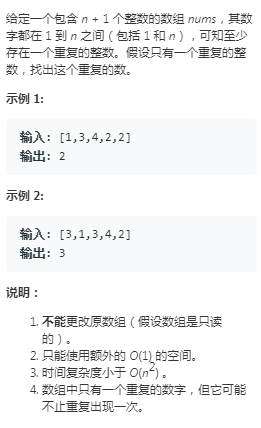 给定一个包含 n + 1 个整数的数组 nums，其数
字都在 1 到 n 之间（包括 1 和 n），可知至少
存在一个重复的整数。假设只有一个重复的整
数，找出这个重复的数。
示例 1:
输入: [1,3,4,2,2]
输出: 2
示例 2:
输入: [3,1,3,4,2]
输出: 3
说明：
1. 不能更改原数组（假设数组是只读
的）。
2. 只能使用额外的 O(1) 的空间。
3. 时间复杂度小于 O(n²) 。
4. 数组中只有一个重复的数字，但它可能
不止重复出现一次。